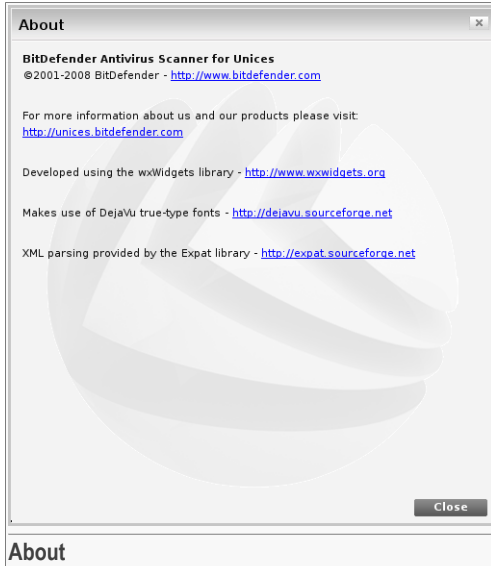 About
BitDefender Antivirus Scanner for Unices
©2001-2008 BitDefender - http://www.bitdefender.com
For more information about us and our products please visit:
http://unices.bitdefender.com
Developed using the wxWidgets library - http://www.wxwidgets.org
Makes use of DejaVu true-type fonts - http://dejavu.sourceforge.net
XML parsing provided by the Expat library - http://expat.sourceforge.net
Close
About